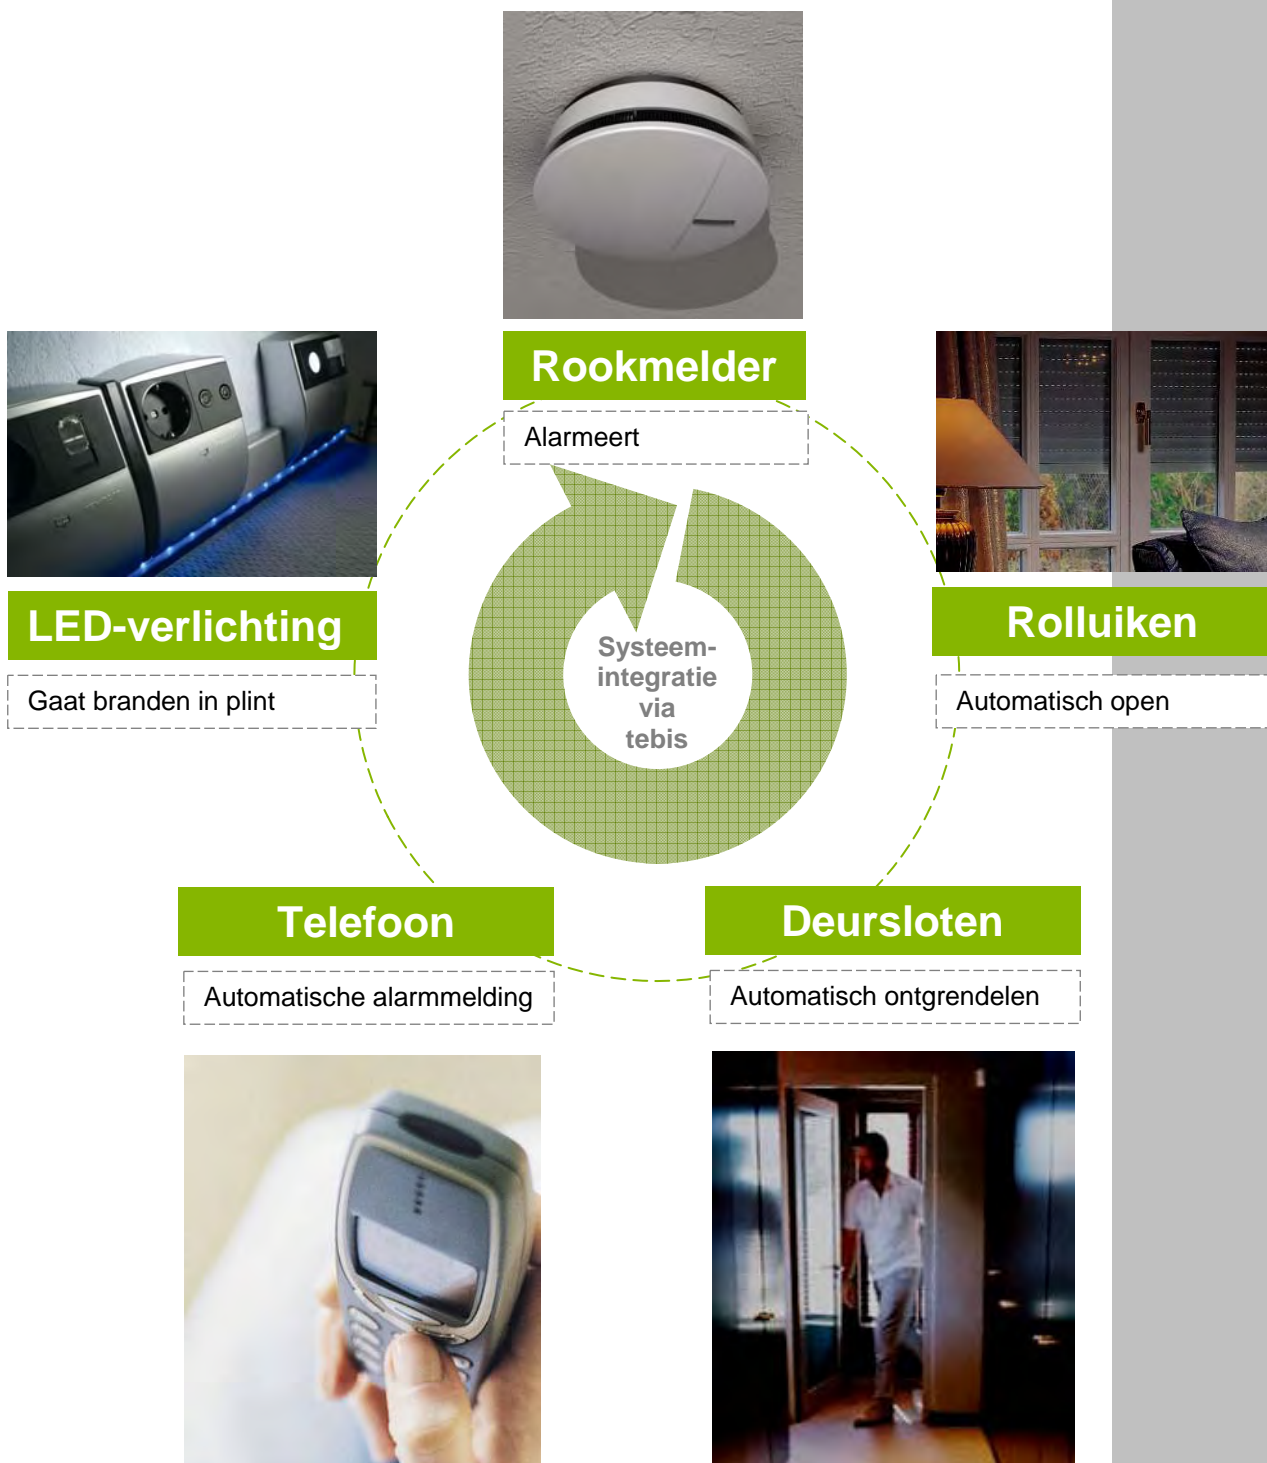 Rookmelder
Alarmeert
LED-verlichting
Gaat branden in plint
Rolluiken
Automatisch open
Systeem-
integratie
via
tebis
Telefoon
Automatische alarmmelding
Deursloten
Automatisch ontgrendelen